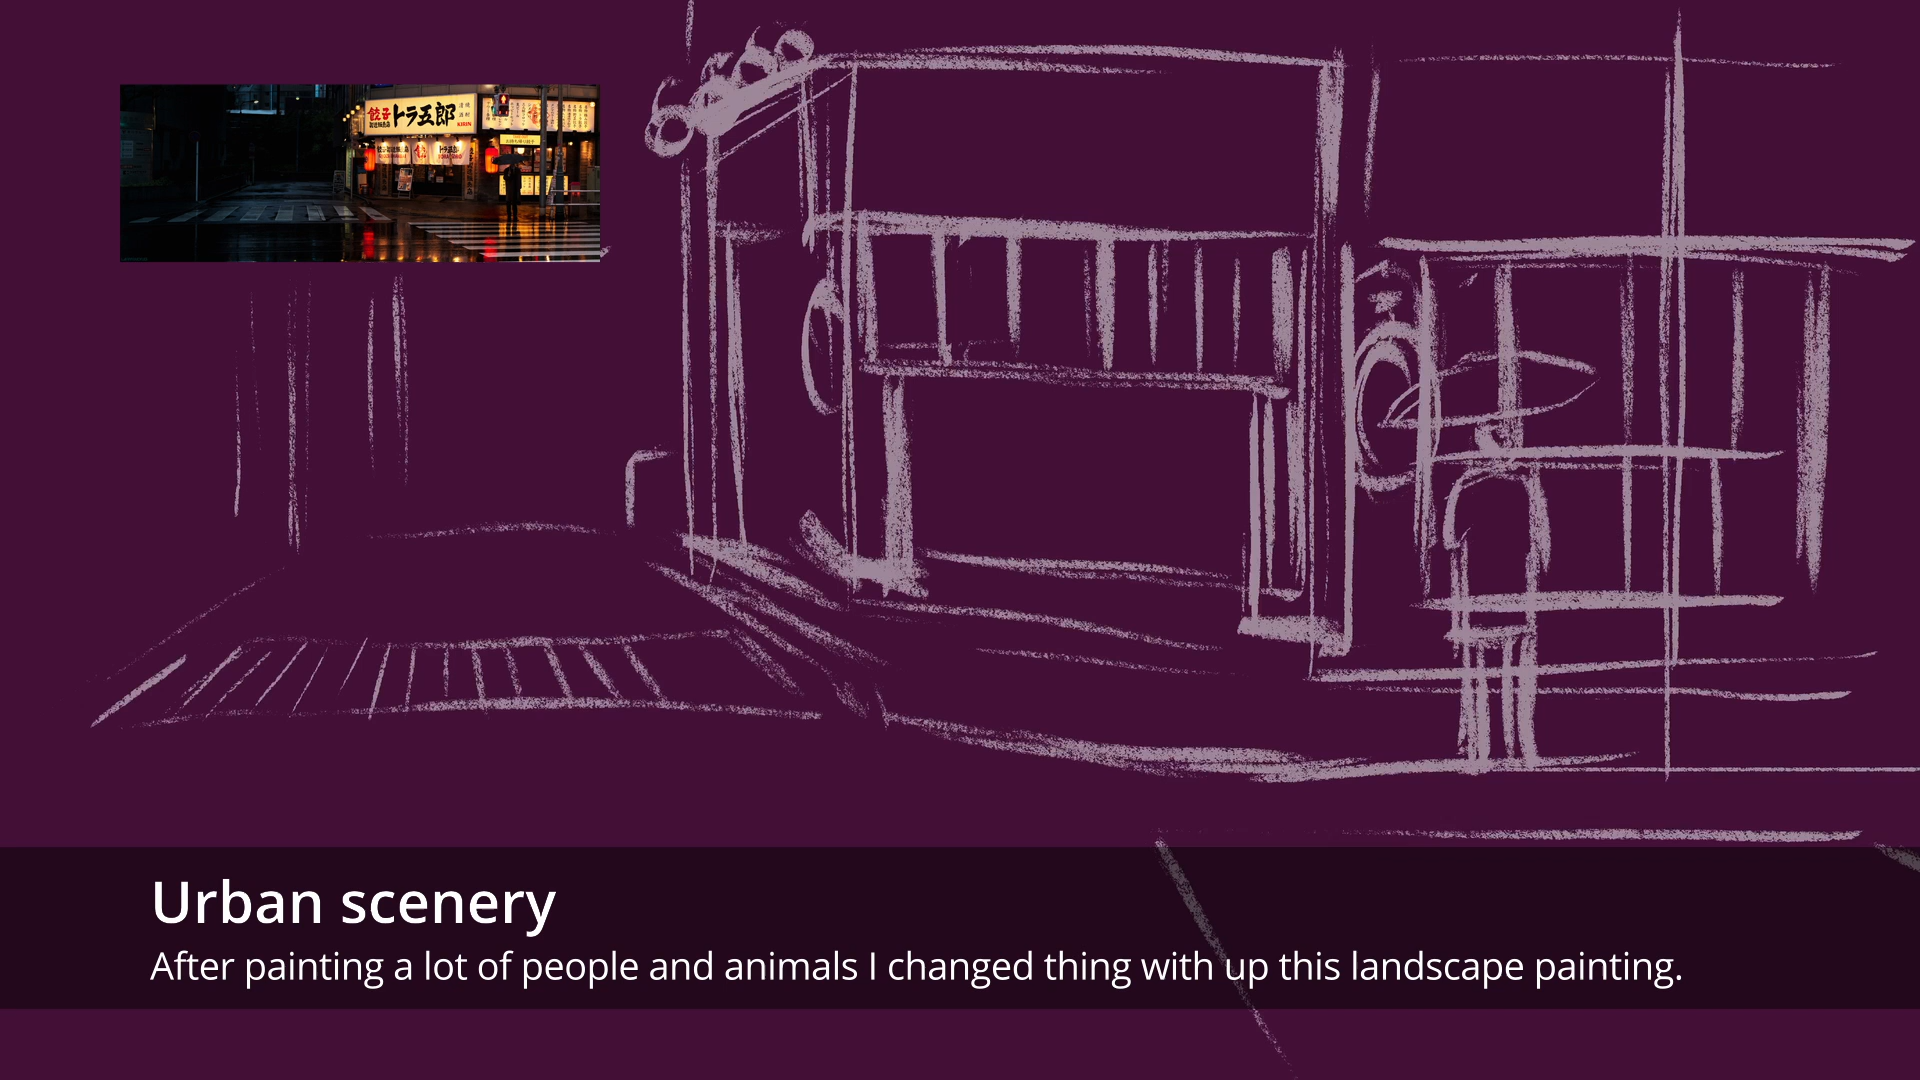 餃子 トラ五郎
KIRIN
Urban scenery
After painting a lot of people and animals I changed thing with up this landscape painting.